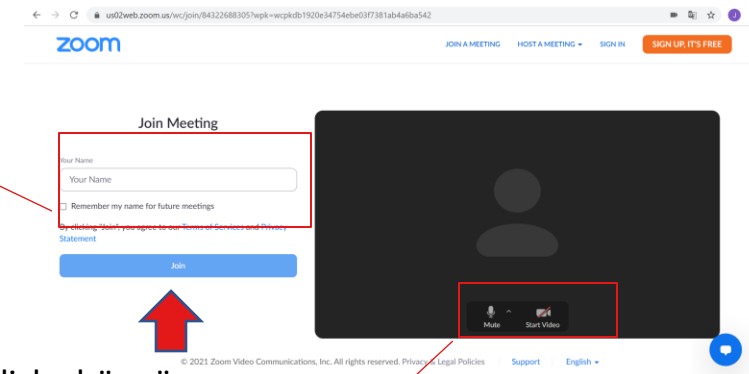 us02web.zoom.us/wc/join/84322688305?wpk=wcpkdb1920e34754ebe03f7381ab4a6ba542
J
zoom
JOIN A MEETING HOST A MEETING SIGN IN SIGN UP, IT'S FREE
Join Meeting
Your Name
Your Name
Remember my name for future meetings
By clicking "Join", you agree to our Terms of Services and Privacy
Statement
Join
Mute Start Video
© 2021 Zoom Video Communications, Inc. All rights reserved. Privacy & Legal Policies Support English